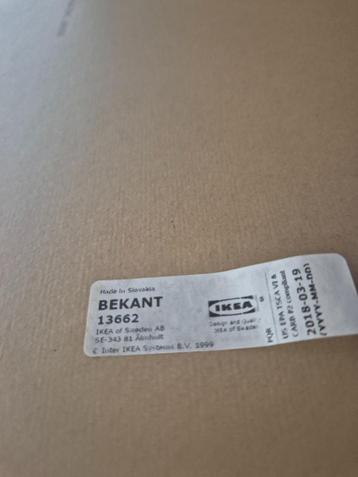 Made in Slovakia
BEKANT
13662
IKEA of Sweden AB
SE-343 81 Älmhult
© Inter IKEA Systems B.V. 1999
IKEA
Design and Quality
IKEA of Sweden
PQR
US EPA TSCA VI &
CARB P2 compliant
2018-03-19
(YYYY-MM-DD)